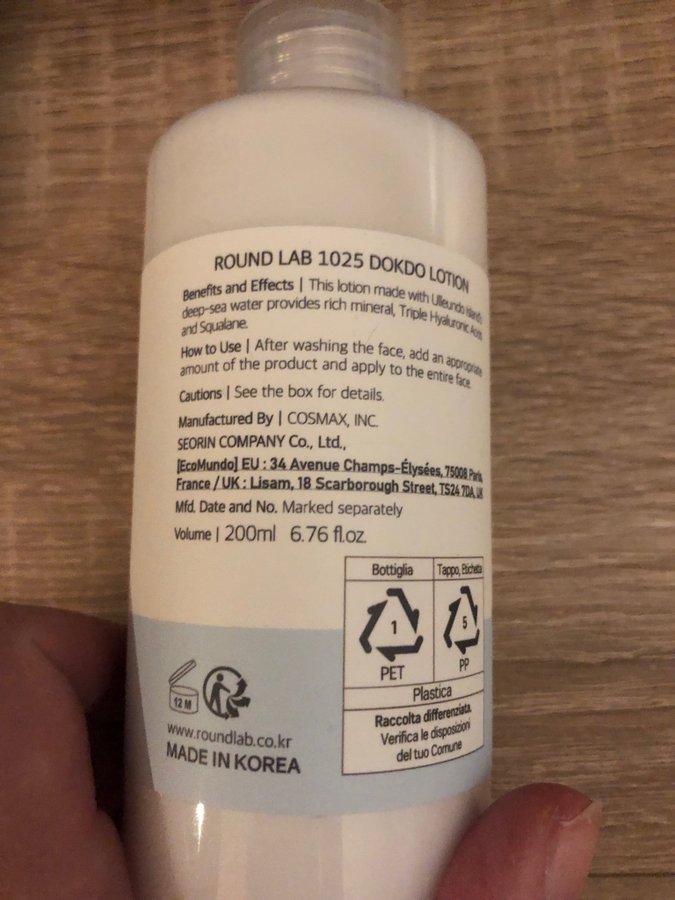 ROUND LAB 1025 DOKDO LOTION
Benefits and Effects | This lotion made with Ulleundo Island's
deep-sea water provides rich mineral, Triple Hyaluronic Acids
and Squalane.
How to Use | After washing the face, add an appropriate
amount of the product and apply to the entire face.
Cautions | See the box for details.
Manufactured By | COSMAX, INC.
SEORIN COMPANY Co., Ltd.,
[EcoMundo] EU : 34 Avenue Champs-Élysées, 75008 Paris
France / UK : Lisam, 18 Scarborough Street, TS24 7DA, UK
Mfd. Date and No. Marked separately
Volume | 200ml 6.76 fl.oz.
Bottiglia Tappo, Etichetta
1 5
PET PP
Plastica
Raccolta differenziata.
Verifica le disposizioni
del tuo Comune
12 M
www.roundlab.co.kr
MADE IN KOREA